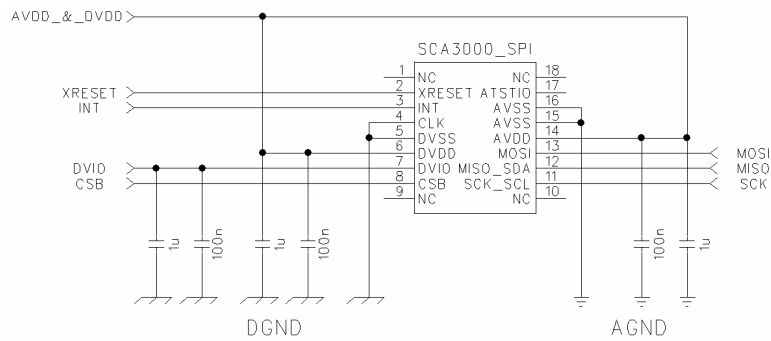 AVDD_&_DVDD
SCA3000_SPI
1 NC NC 18
XRESET 2 XRESET ATSTIO 17
INT 3 INT AVSS 16
4 CLK AVSS 15
5 DVSS AVDD 14
6 DVDD MOSI 13 MOSI
DVIO 7 DVIO MISO_SDA 12 MISO
CSB 8 CSB SCK_SCL 11 SCK
9 NC NC 10
1u 100n 1u 100n 100n 1u
DGND AGND